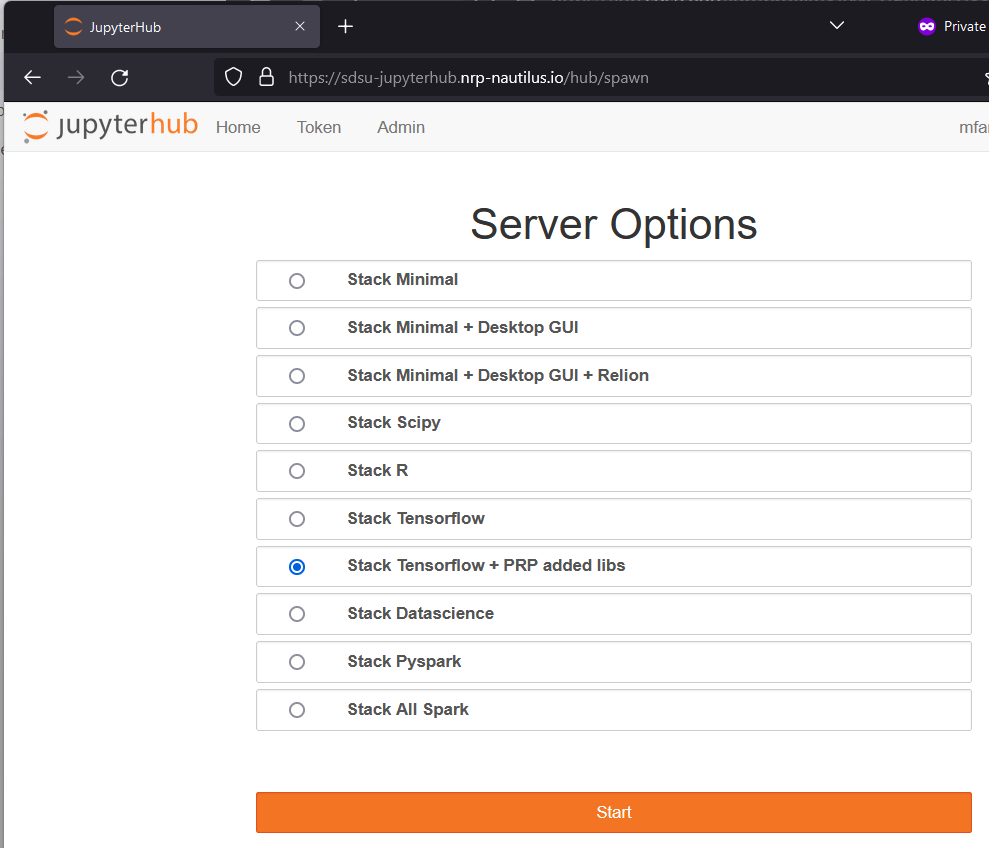 JupyterHub
Private
https://sdsu-jupyterhub.nrp-nautilus.io/hub/spawn
jupyterhub Home Token Admin
Server Options
Stack Minimal
Stack Minimal + Desktop GUI
Stack Minimal + Desktop GUI + Relion
Stack Scipy
Stack R
Stack Tensorflow
Stack Tensorflow + PRP added libs
Stack Datascience
Stack Pyspark
Stack All Spark
Start